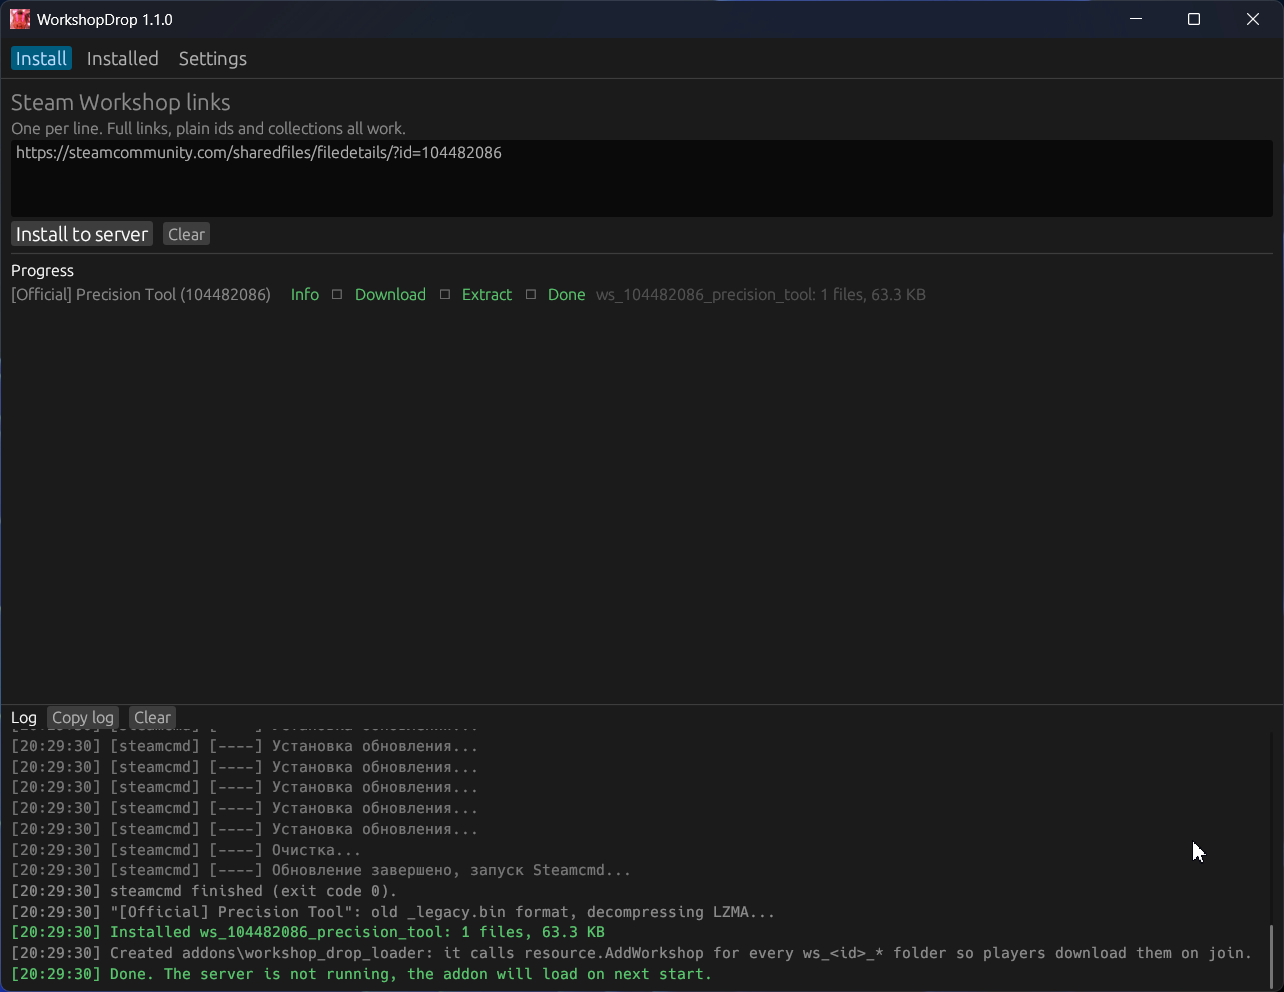 WorkshopDrop 1.1.0
Install Installed Settings
Steam Workshop links
One per line. Full links, plain ids and collections all work.
https://steamcommunity.com/sharedfiles/filedetails/?id=104482086
Install to server Clear
Progress
[Official] Precision Tool (104482086) Info □ Download □ Extract □ Done ws_104482086_precision_tool: 1 files, 63.3 KB
Log Copy log Clear
[20:29:30] [steamcmd] [----] Установка обновления...
[20:29:30] [steamcmd] [----] Установка обновления...
[20:29:30] [steamcmd] [----] Установка обновления...
[20:29:30] [steamcmd] [----] Установка обновления...
[20:29:30] [steamcmd] [----] Установка обновления...
[20:29:30] [steamcmd] [----] Очистка...
[20:29:30] [steamcmd] [----] Обновление завершено, запуск Steamcmd...
[20:29:30] steamcmd finished (exit code 0).
[20:29:30] "[Official] Precision Tool": old _legacy.bin format, decompressing LZMA...
[20:29:30] Installed ws_104482086_precision_tool: 1 files, 63.3 KB
[20:29:30] Created addons\workshop_drop_loader: it calls resource.AddWorkshop for every ws_<id>_* folder so players download them on join.
[20:29:30] Done. The server is not running, the addon will load on next start.